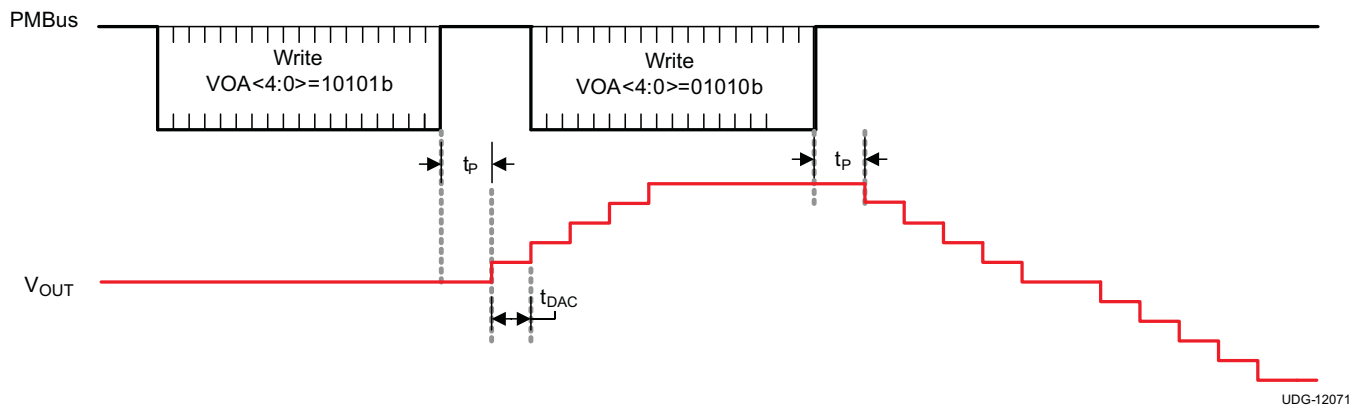 PMBus
Write
VOA<4:0>=10101b
Write
VOA<4:0>=01010b
tP
tP
VOUT
tDAC
UDG-12071